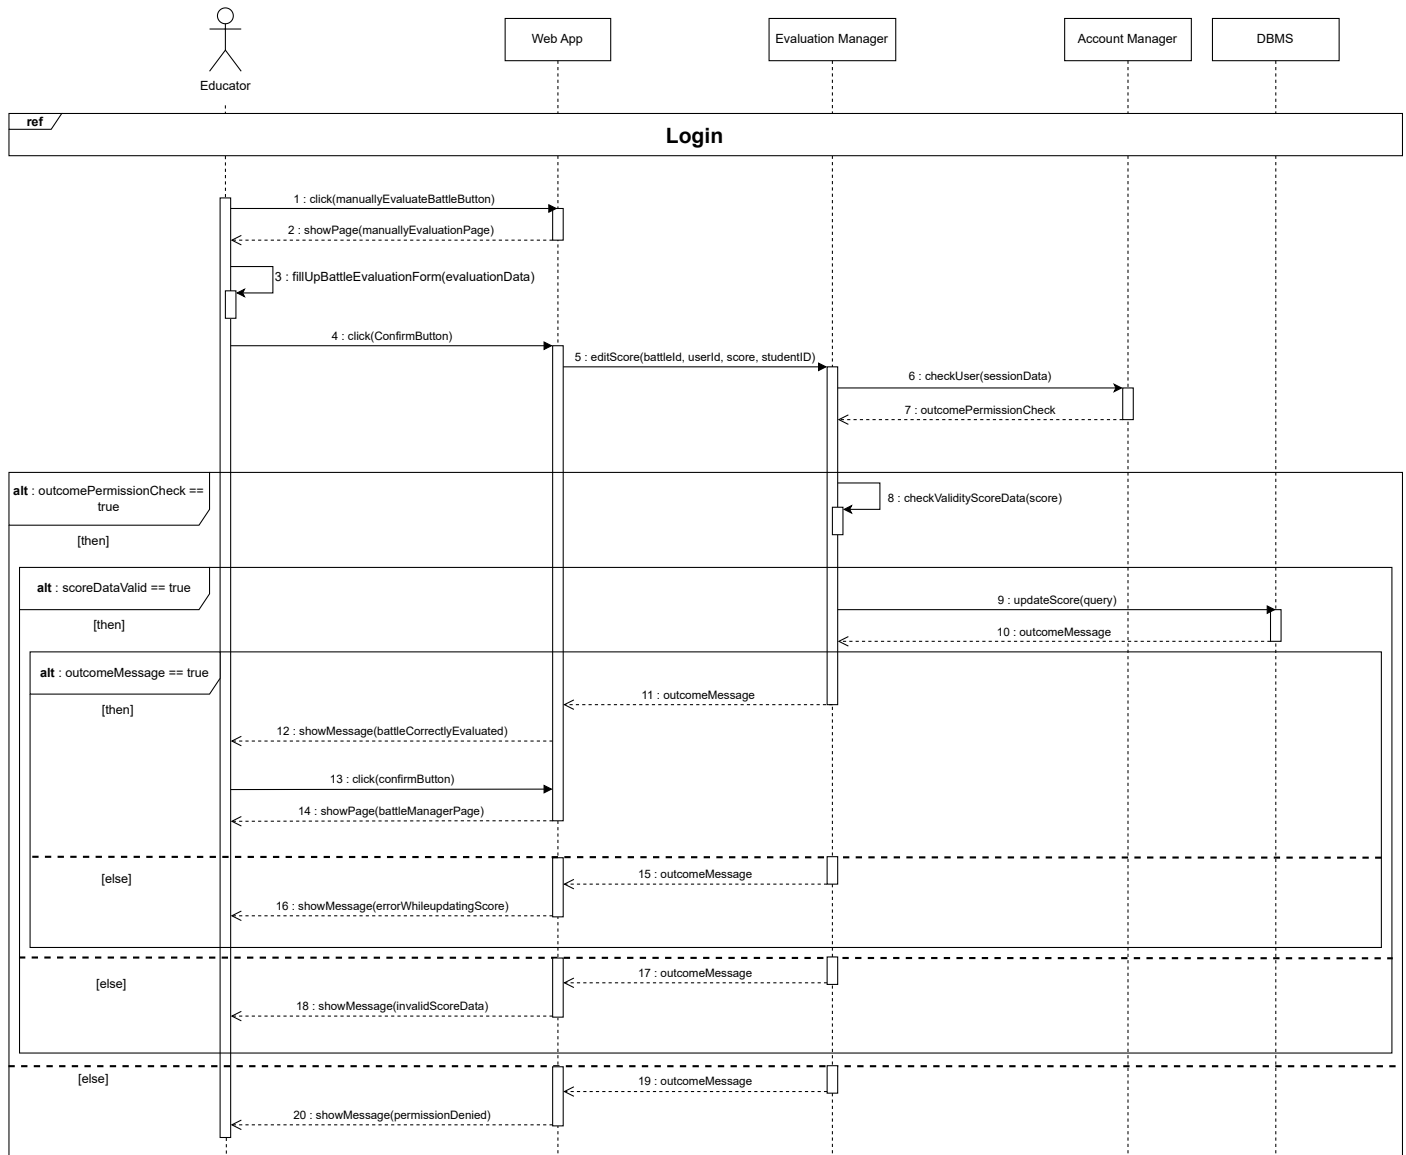 Educator
Web App
Evaluation Manager
Account Manager
DBMS
ref
Login
1 : click(manuallyEvaluateBattleButton)
2 : showPage(manuallyEvaluationPage)
3 : fillUpBattleEvaluationForm(evaluationData)
4 : click(ConfirmButton)
5 : editScore(battleId, userId, score, studentID)
6 : checkUser(sessionData)
7 : outcomePermissionCheck
alt : outcomePermissionCheck ==
true
[then]
8 : checkValidityScoreData(score)
alt : scoreDataValid == true
[then]
9 : updateScore(query)
10 : outcomeMessage
alt : outcomeMessage == true
[then]
11 : outcomeMessage
12 : showMessage(battleCorrectlyEvaluated)
13 : click(confirmButton)
14 : showPage(battleManagerPage)
[else]
15 : outcomeMessage
16 : showMessage(errorWhileupdatingScore)
[else]
17 : outcomeMessage
18 : showMessage(invalidScoreData)
[else]
19 : outcomeMessage
20 : showMessage(permissionDenied)